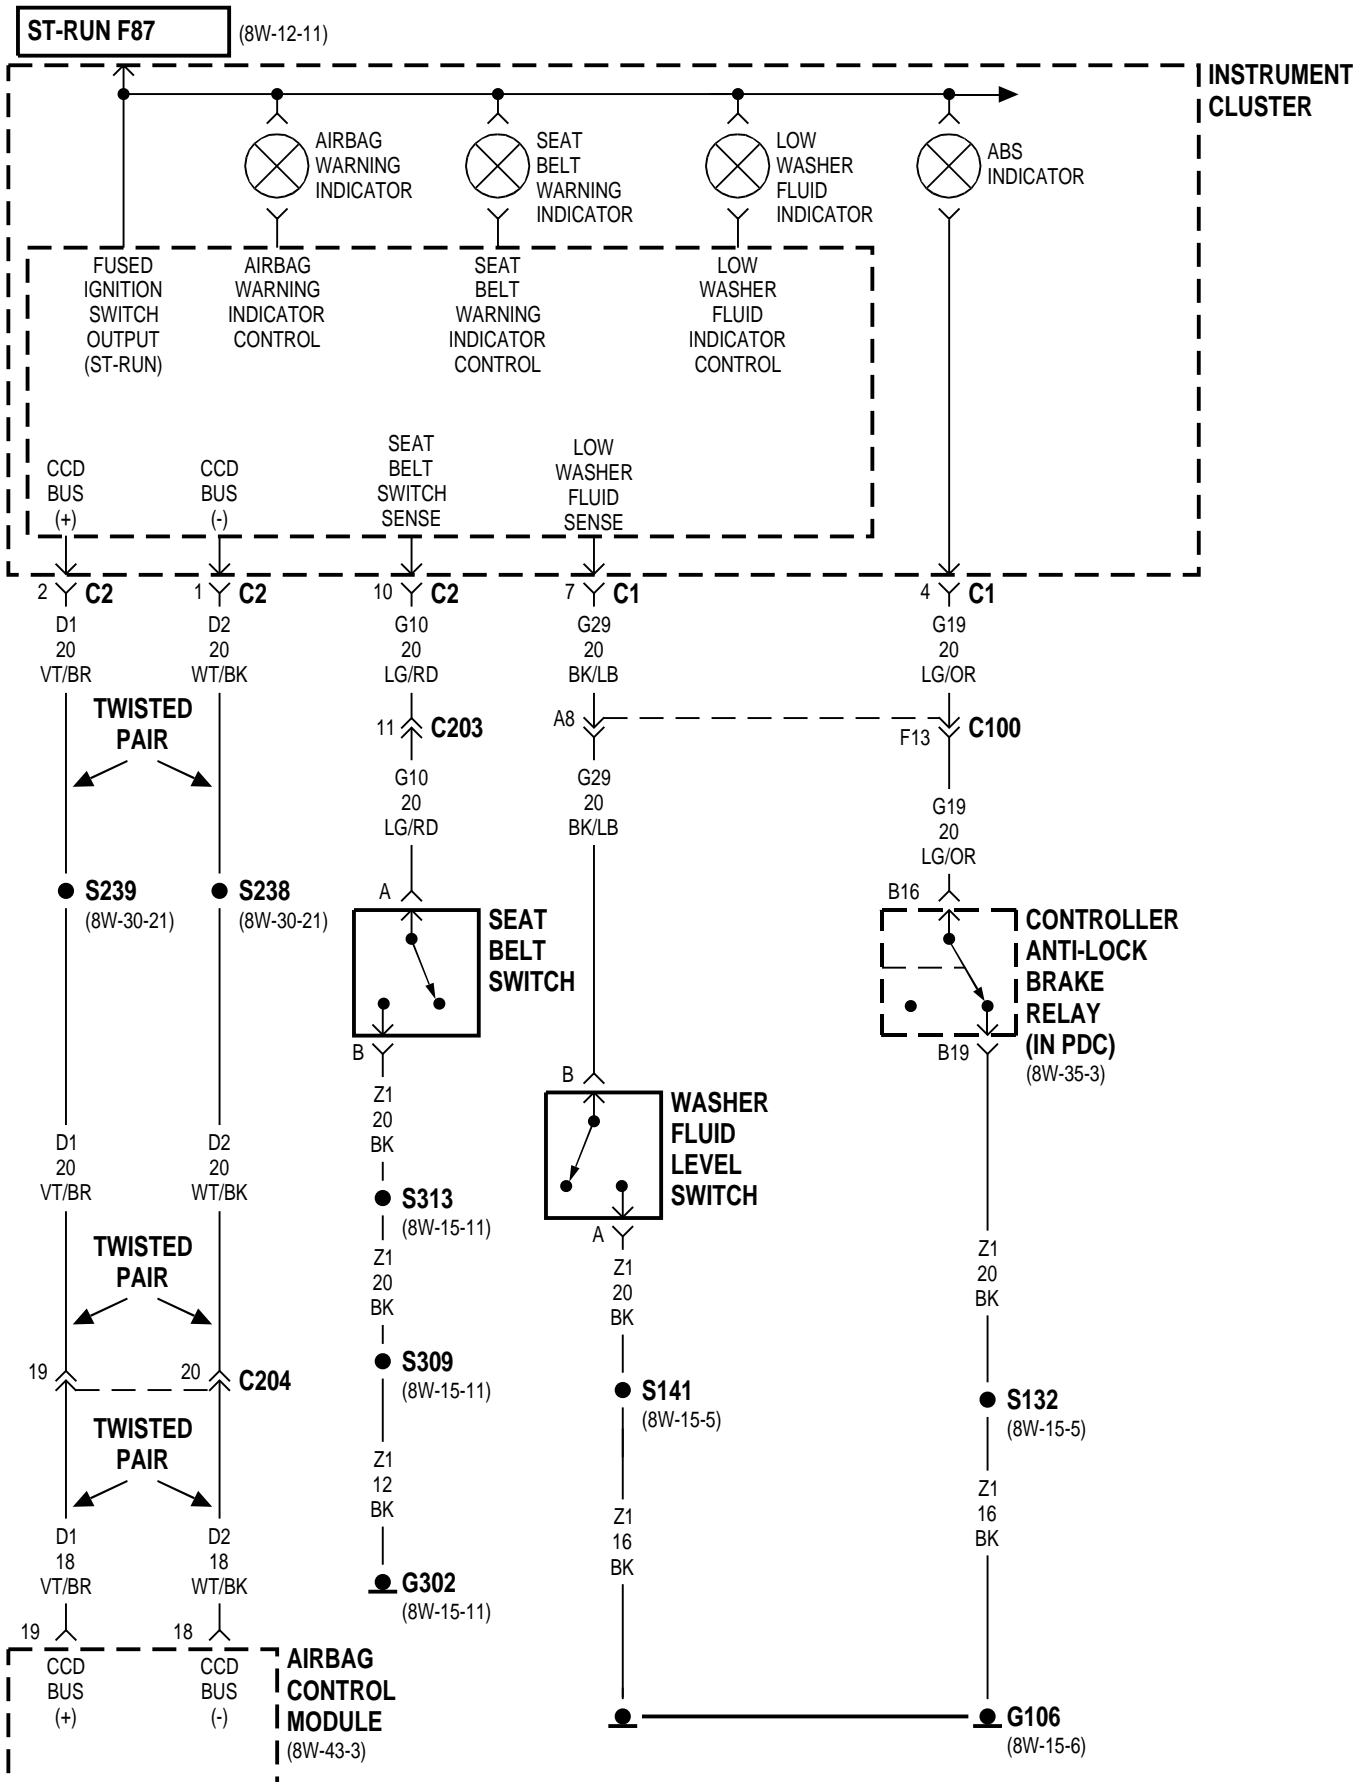 ST-RUN F87
(8W-12-11)
INSTRUMENT
CLUSTER
AIRBAG
WARNING
INDICATOR
SEAT
BELT
WARNING
INDICATOR
LOW
WASHER
FLUID
INDICATOR
ABS
INDICATOR
FUSED
IGNITION
SWITCH
OUTPUT
(ST-RUN)
AIRBAG
WARNING
INDICATOR
CONTROL
SEAT
BELT
WARNING
INDICATOR
CONTROL
LOW
WASHER
FLUID
INDICATOR
CONTROL
CCD
BUS
(+)
CCD
BUS
(-)
SEAT
BELT
SWITCH
SENSE
LOW
WASHER
FLUID
SENSE
2 C2
1 C2
10 C2
7 C1
4 C1
D1
20
VT/BR
D2
20
WT/BK
G10
20
LG/RD
G29
20
BK/LB
G19
20
LG/OR
TWISTED
PAIR
11 C203
A8
F13 C100
G10
20
LG/RD
G29
20
BK/LB
G19
20
LG/OR
S239
(8W-30-21)
S238
(8W-30-21)
A
SEAT
BELT
SWITCH
B
B16
CONTROLLER
ANTI-LOCK
BRAKE
RELAY
(IN PDC)
(8W-35-3)
B19
Z1
20
BK
B
WASHER
FLUID
LEVEL
SWITCH
A
D1
20
VT/BR
D2
20
WT/BK
S313
(8W-15-11)
Z1
20
BK
Z1
20
BK
Z1
20
BK
TWISTED
PAIR
19
20 C204
S309
(8W-15-11)
S141
(8W-15-5)
S132
(8W-15-5)
TWISTED
PAIR
Z1
12
BK
Z1
16
BK
Z1
16
BK
D1
18
VT/BR
D2
18
WT/BK
G302
(8W-15-11)
19
18
CCD
BUS
(+)
CCD
BUS
(-)
AIRBAG
CONTROL
MODULE
(8W-43-3)
G106
(8W-15-6)